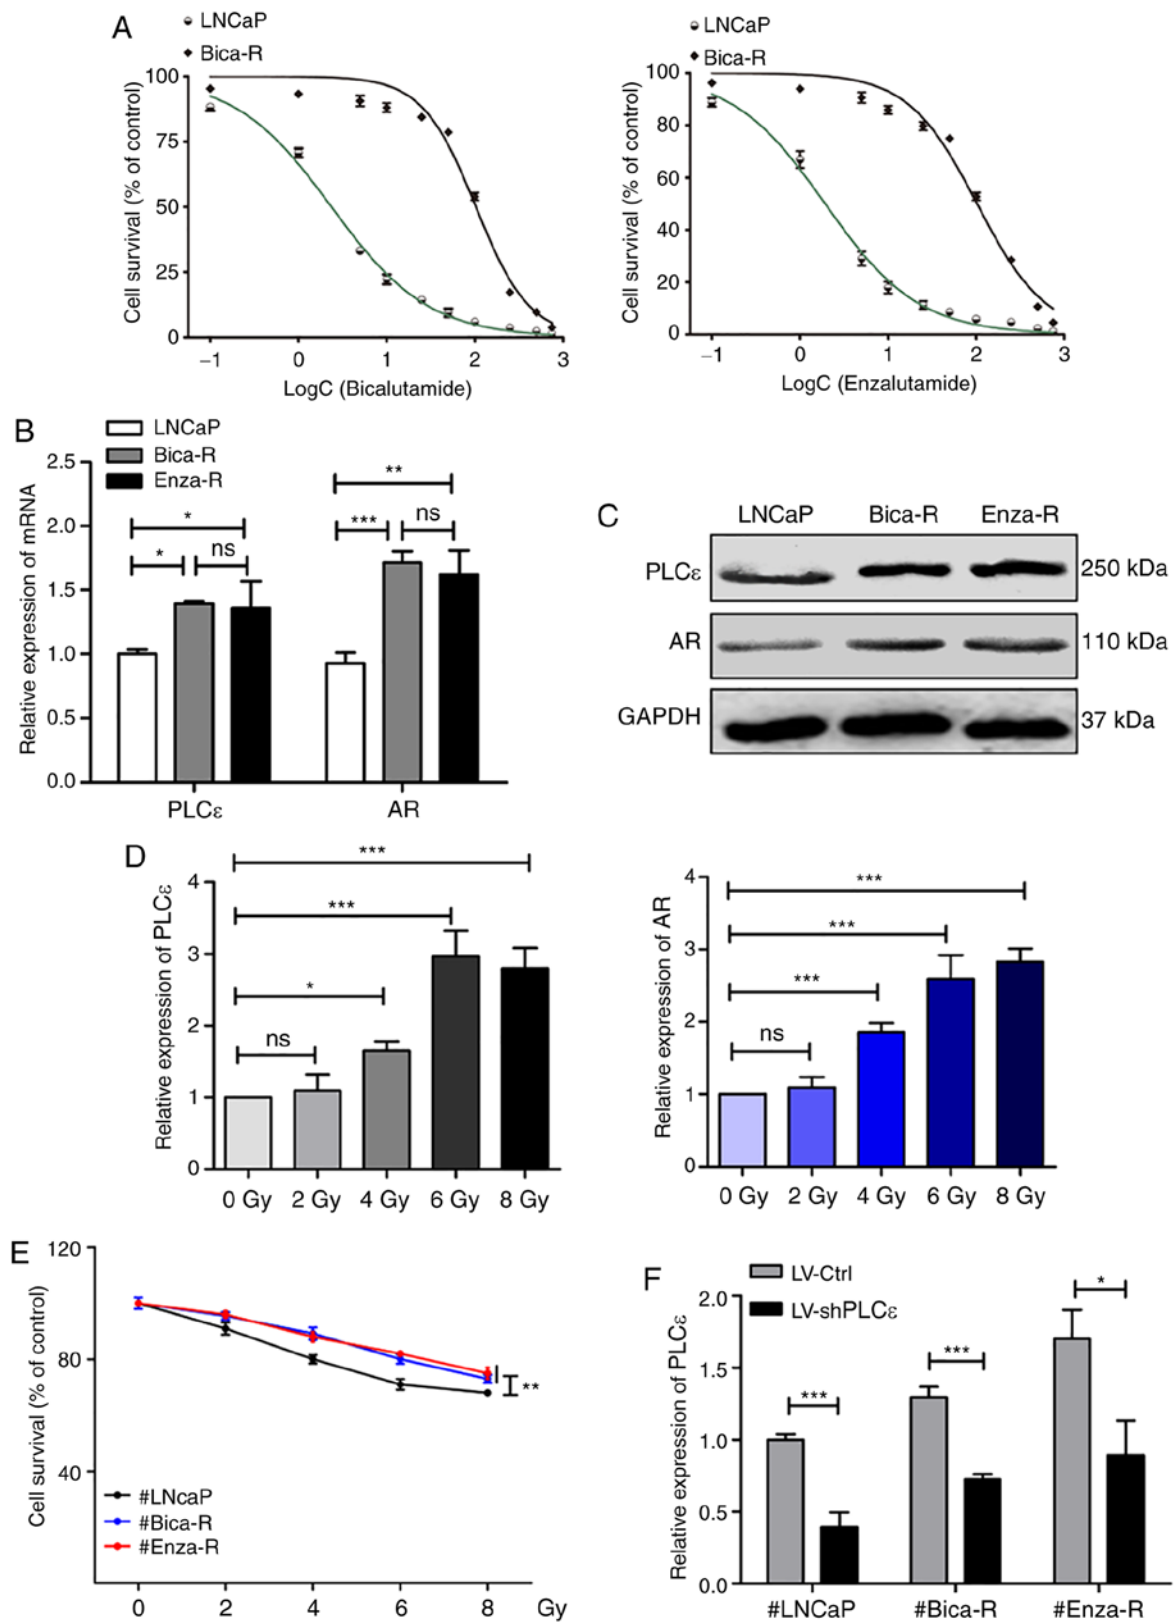 A
LNCaP
Bica-R
100
75
50
25
0
Cell survival (% of control)
−1 0 1 2 3
LogC (Bicalutamide)
LNCaP
Bica-R
100
80
60
40
20
0
Cell survival (% of control)
−1 0 1 2 3
LogC (Enzalutamide)
B
LNCaP
Bica-R
Enza-R
2.5
2.0
1.5
1.0
0.5
0.0
Relative expression of mRNA
*
* ns
**
*** ns
PLCε AR
C
LNCaP Bica-R Enza-R
PLCε 250 kDa
AR 110 kDa
GAPDH 37 kDa
D
4
3
2
1
0
Relative expression of PLCε
***
***
*
ns
0 Gy 2 Gy 4 Gy 6 Gy 8 Gy
4
3
2
1
0
Relative expression of AR
***
***
***
ns
0 Gy 2 Gy 4 Gy 6 Gy 8 Gy
E
120
80
40
Cell survival (% of control)
**
#LNcaP
#Bica-R
#Enza-R
0 2 4 6 8 Gy
F
LV-Ctrl
LV-shPLCε
2.0
1.5
1.0
0.5
0.0
Relative expression of PLCε
***
***
*
#LNCaP #Bica-R #Enza-R